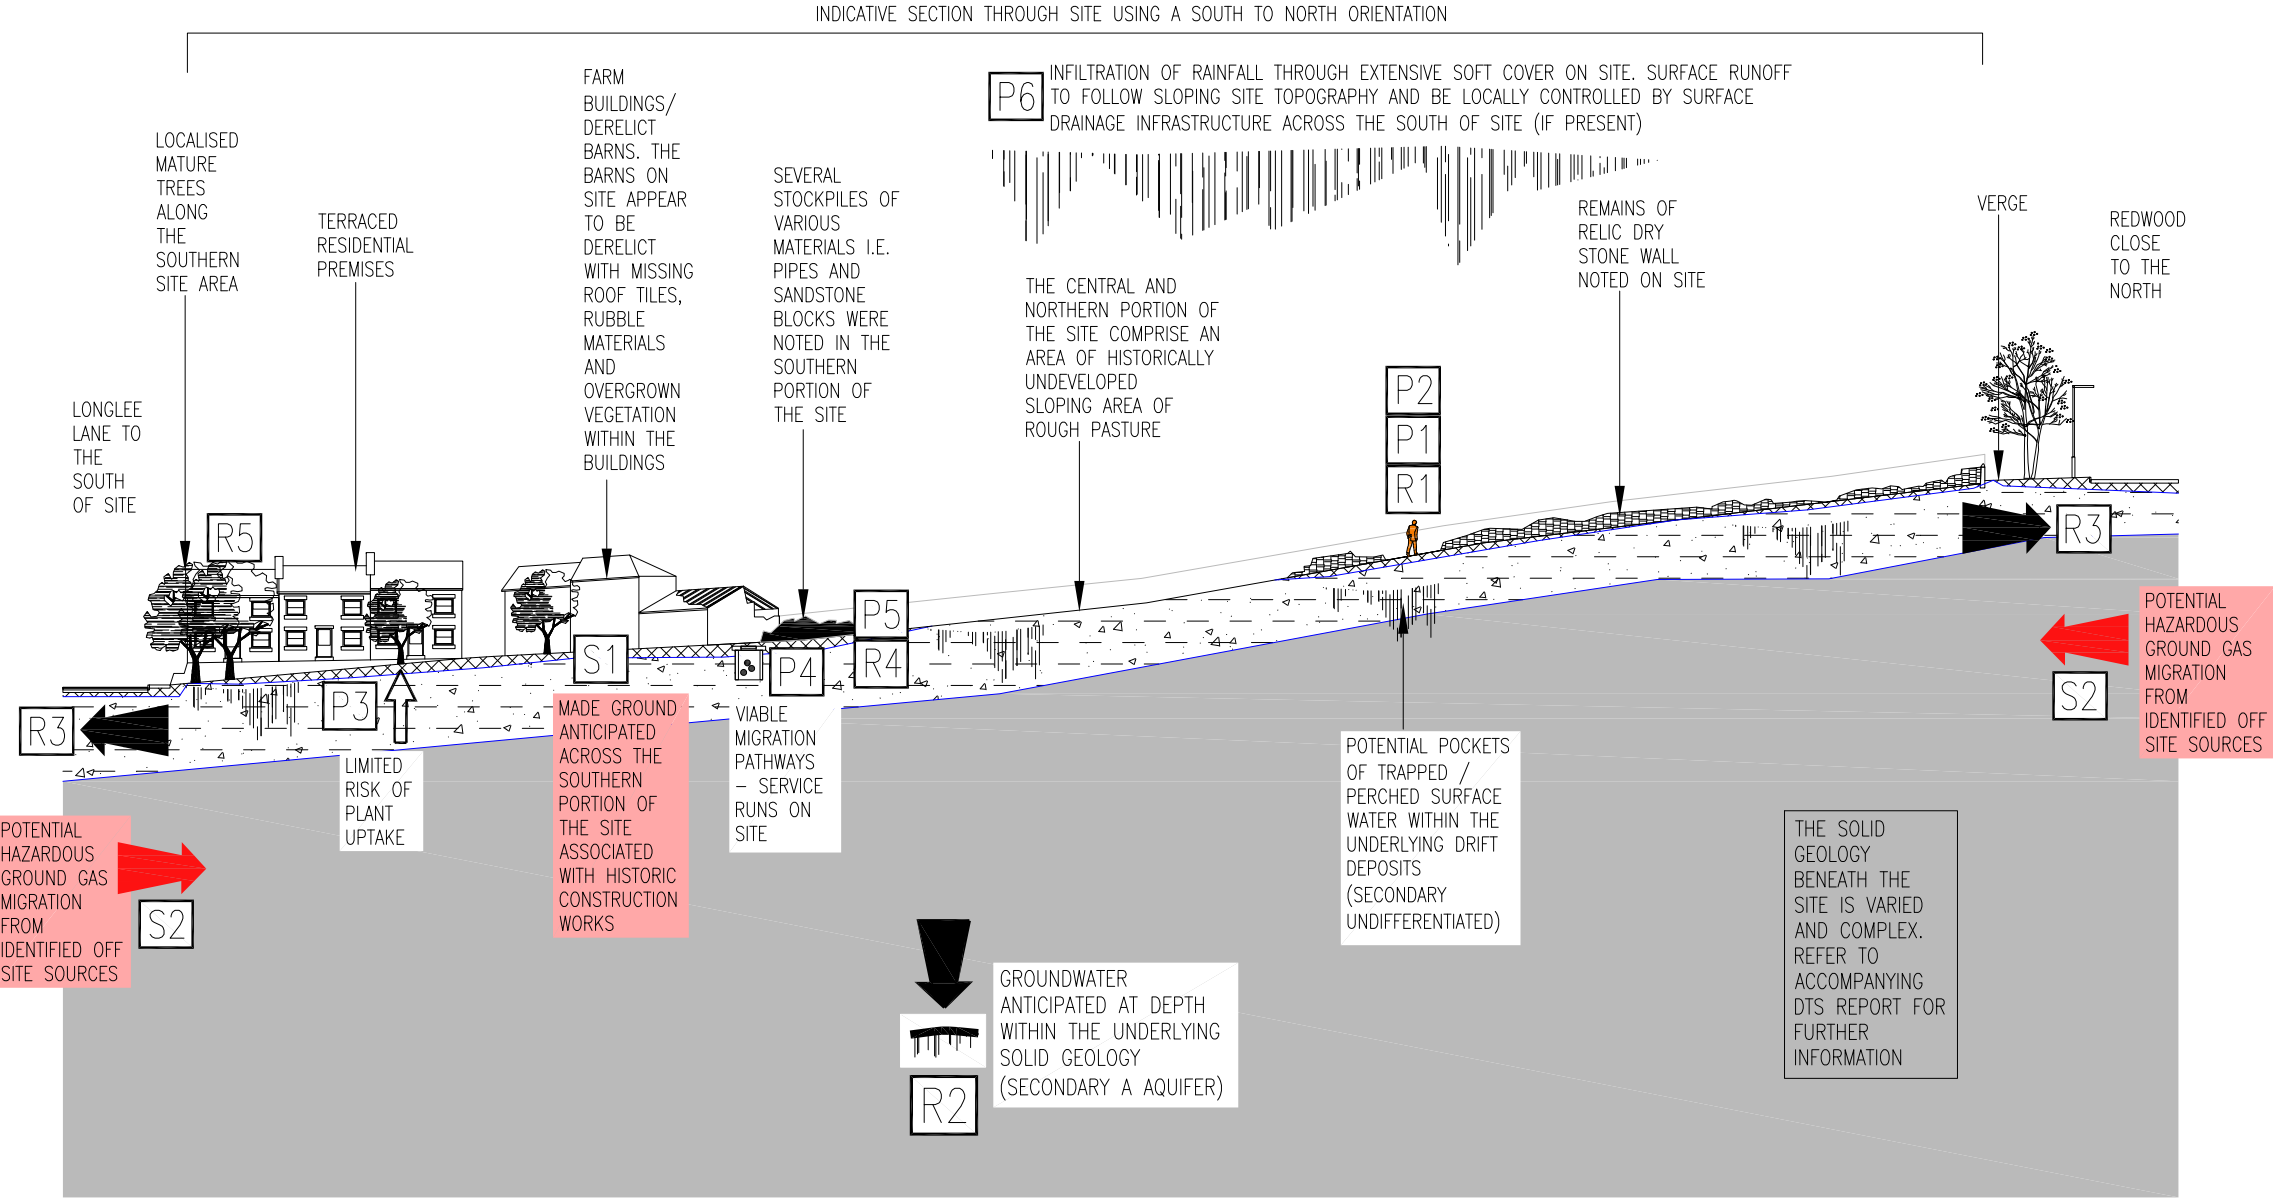 INDICATIVE SECTION THROUGH SITE USING A SOUTH TO NORTH ORIENTATION
P6
INFILTRATION OF RAINFALL THROUGH EXTENSIVE SOFT COVER ON SITE. SURFACE RUNOFF
TO FOLLOW SLOPING SITE TOPOGRAPHY AND BE LOCALLY CONTROLLED BY SURFACE
DRAINAGE INFRASTRUCTURE ACROSS THE SOUTH OF SITE (IF PRESENT)
LONGLEE
LANE TO
THE
SOUTH
OF SITE
LOCALISED
MATURE
TREES
ALONG
THE
SOUTHERN
SITE AREA
TERRACED
RESIDENTIAL
PREMISES
FARM
BUILDINGS/
DERELICT
BARNS. THE
BARNS ON
SITE APPEAR
TO BE
DERELICT
WITH MISSING
ROOF TILES,
RUBBLE
MATERIALS
AND
OVERGROWN
VEGETATION
WITHIN THE
BUILDINGS
SEVERAL
STOCKPILES OF
VARIOUS
MATERIALS I.E.
PIPES AND
SANDSTONE
BLOCKS WERE
NOTED IN THE
SOUTHERN
PORTION OF
THE SITE
THE CENTRAL AND
NORTHERN PORTION OF
THE SITE COMPRISE AN
AREA OF HISTORICALLY
UNDEVELOPED
SLOPING AREA OF
ROUGH PASTURE
REMAINS OF
RELIC DRY
STONE WALL
NOTED ON SITE
VERGE
REDWOOD
CLOSE
TO THE
NORTH
P2
P1
R1
R5
R3
P5
R4
S1
P4
P3
R3
POTENTIAL
HAZARDOUS
GROUND GAS
MIGRATION
FROM
IDENTIFIED OFF
SITE SOURCES
S2
MADE GROUND
ANTICIPATED
ACROSS THE
SOUTHERN
PORTION OF
THE SITE
ASSOCIATED
WITH HISTORIC
CONSTRUCTION
WORKS
VIABLE
MIGRATION
PATHWAYS
– SERVICE
RUNS ON
SITE
LIMITED
RISK OF
PLANT
UPTAKE
POTENTIAL POCKETS
OF TRAPPED /
PERCHED SURFACE
WATER WITHIN THE
UNDERLYING DRIFT
DEPOSITS
(SECONDARY
UNDIFFERENTIATED)
POTENTIAL
HAZARDOUS
GROUND GAS
MIGRATION
FROM
IDENTIFIED OFF
SITE SOURCES
S2
THE SOLID
GEOLOGY
BENEATH THE
SITE IS VARIED
AND COMPLEX.
REFER TO
ACCOMPANYING
DTS REPORT FOR
FURTHER
INFORMATION
GROUNDWATER
ANTICIPATED AT DEPTH
WITHIN THE UNDERLYING
SOLID GEOLOGY
(SECONDARY A AQUIFER)
R2